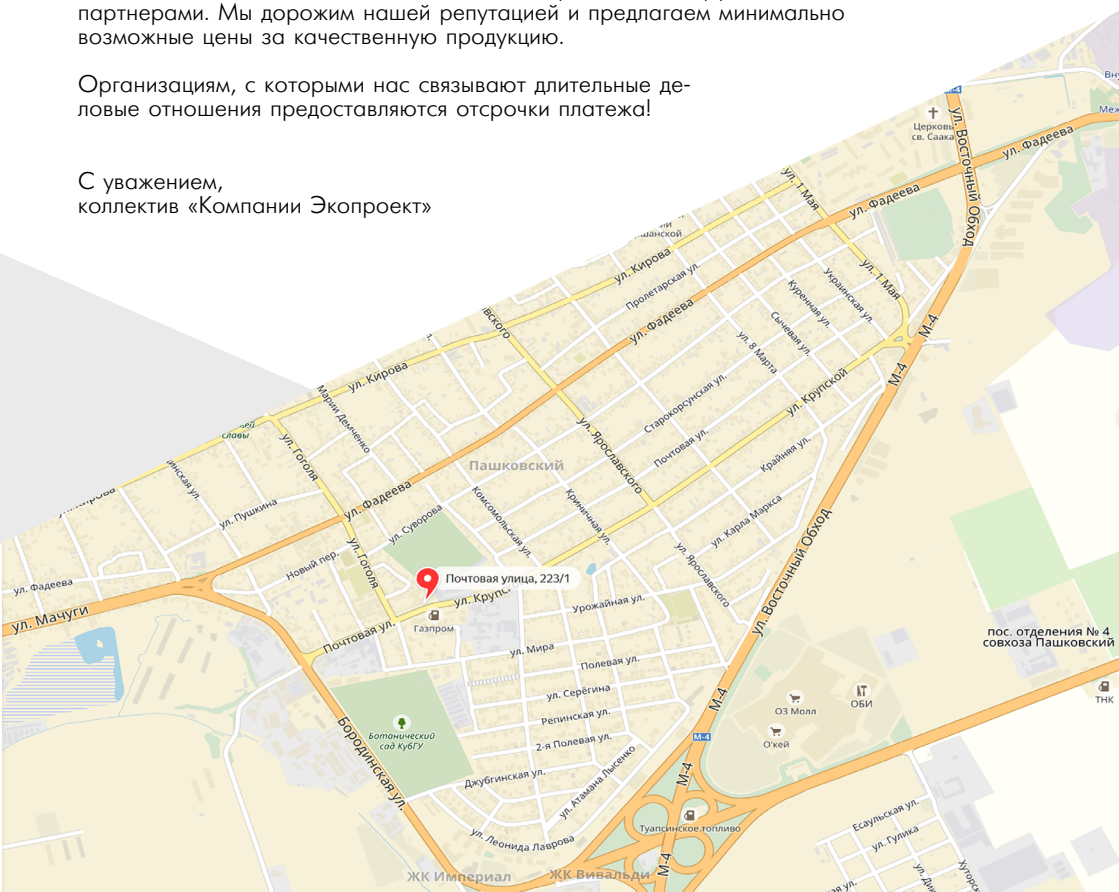 партнерами. Мы дорожим нашей репутацией и предлагаем минимально
возможные цены за качественную продукцию.
Организациям, с которыми нас связывают длительные де-
ловые отношения предоставляются отсрочки платежа!
С уважением,
коллектив «Компании Экопроект»
М-4
Церковь
св. Саака
ул. Восточный Обход
ул. Фадеева
ул. 1 Мая
ул. Фадеева
ул. Кирова
Пролетарская ул.
ул. 1 Мая
Украинская ул.
Куренная ул.
Сычевая ул.
ул. Фадеева
ул. 8 Марта
М-4
М-4
ул. Кирова
Марии Демченко
Старокорсунская ул.
ул. Крупской
ул. Гоголя
ул. Ярославского
Почтовая ул.
Крайняя ул.
Пашковский
ул. Фадеева
ул. Пушкина
ул. Суворова
Комсомольская ул.
Криничная ул.
ул. Карла Маркса
ул. Восточный Обход
ул. Гоголя
Новый пер.
ул. Ярославского
ул. Фадеева
Почтовая улица, 223/1
ул. Мачуги
Урожайная ул.
Газпром
Почтовая ул.
пос. отделения № 4
совхоза Пашковский
ул. Мира
Полевая ул.
ул. Серёгина
Репинская ул.
2-я Полевая ул.
Джубгинская ул.
ул. Атамана Лысенко
ул. Леонида Лаврова
Ботанический
сад КубГУ
Бородинская ул.
М-4
М-4
М-4
ОЗ Молл
ОБИ
О'кей
ТНК
Туапсинское топливо
М-4
Есаульская ул.
ул. Гулика
ЖК Империал
ЖК Вивальди